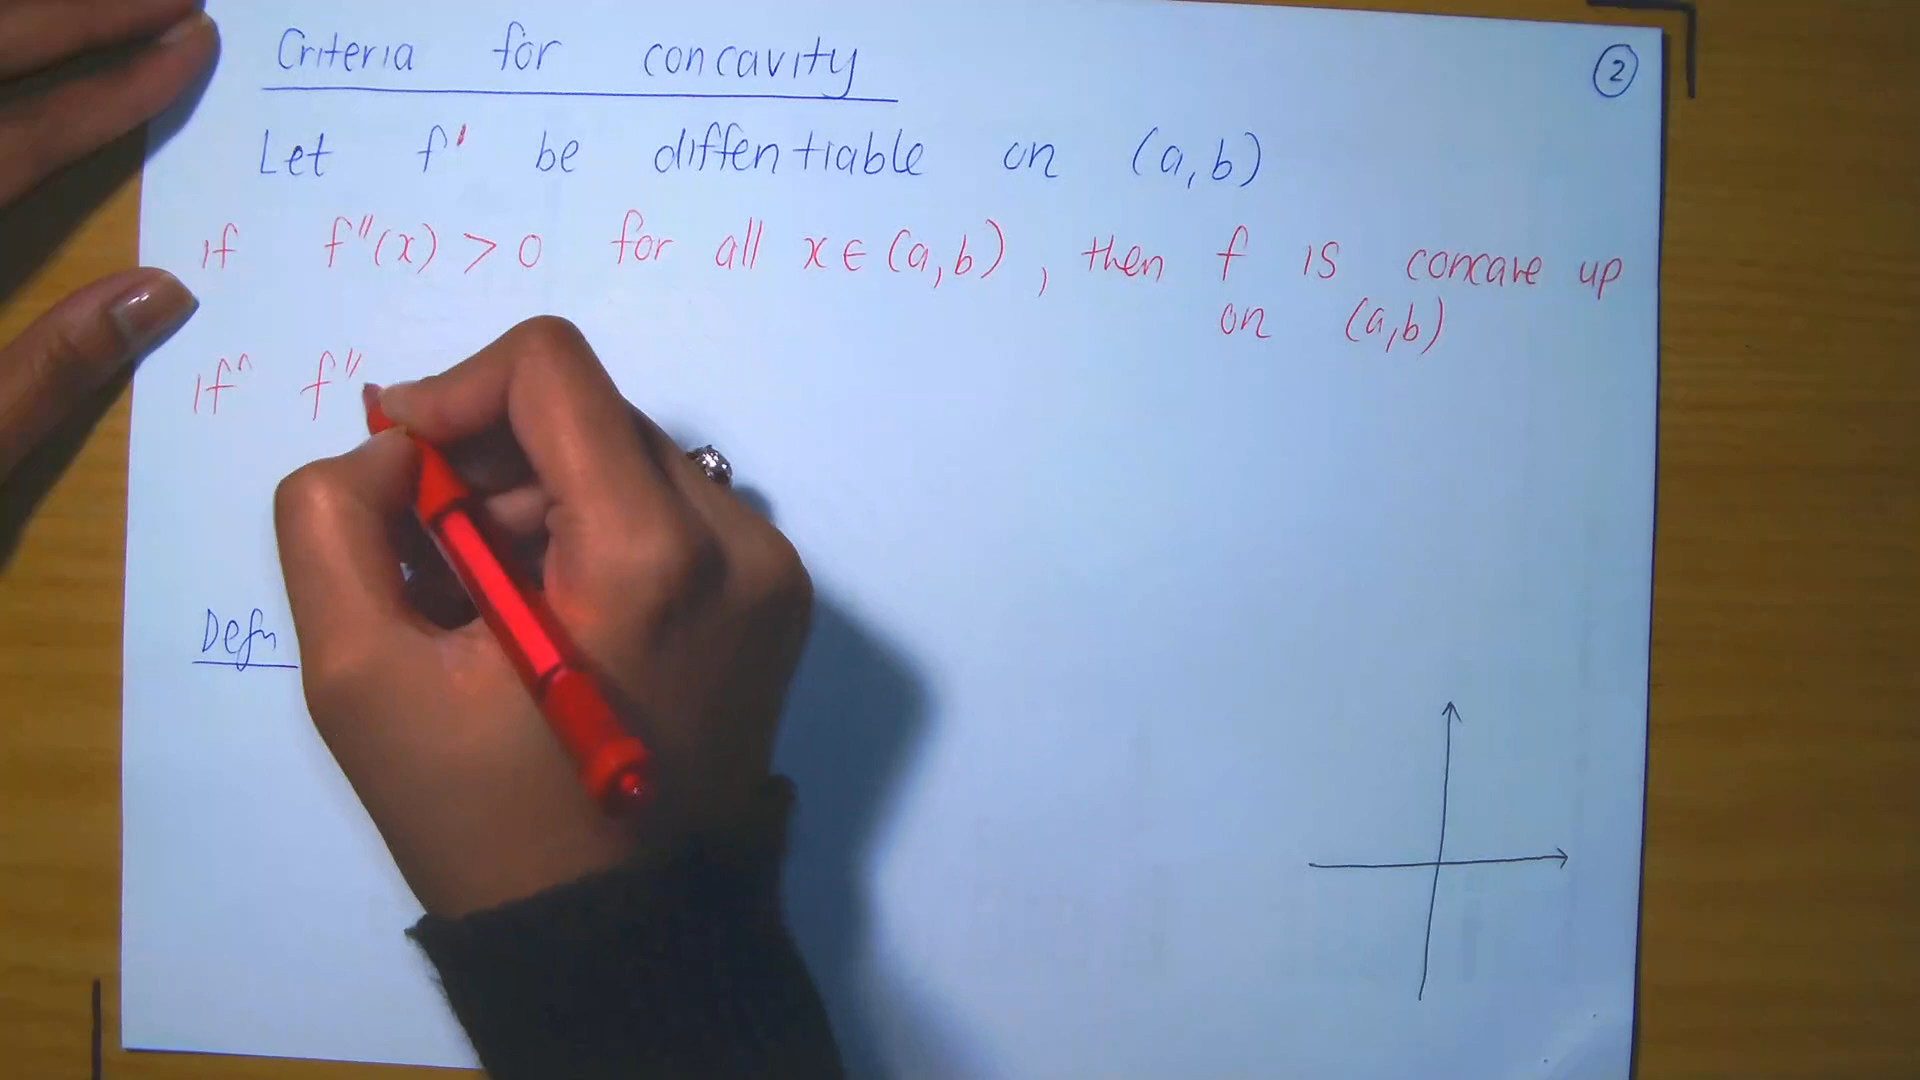 Criteria for concavity
②
Let f' be diffentiable on (a,b)
If f''(x) > 0 for all x ∈ (a,b), then f is concave up
on (a,b)
If f''
Defn